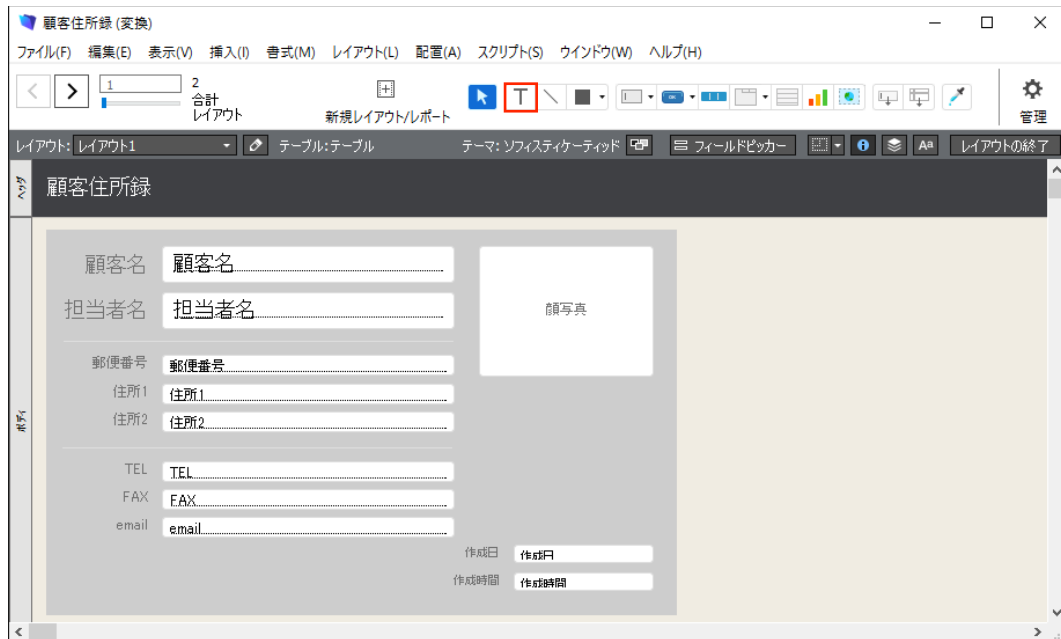 顧客住所録 (変換)
ファイル(F) 編集(E) 表示(V) 挿入(I) 書式(M) レイアウト(L) 配置(A) スクリプト(S) ウインドウ(W) ヘルプ(H)
1
2
合計
レイアウト
新規レイアウト/レポート
T
管理
レイアウト: レイアウト1 テーブル:テーブル テーマ: ソフィスティケーティッド フィールドピッカー Aa レイアウトの終了
ヘッダ
顧客住所録
ボディ
顧客名 顧客名
担当者名 担当者名
顔写真
郵便番号 郵便番号
住所1 住所1
住所2 住所2
TEL TEL
FAX FAX
email email
作成日 作成日
作成時間 作成時間